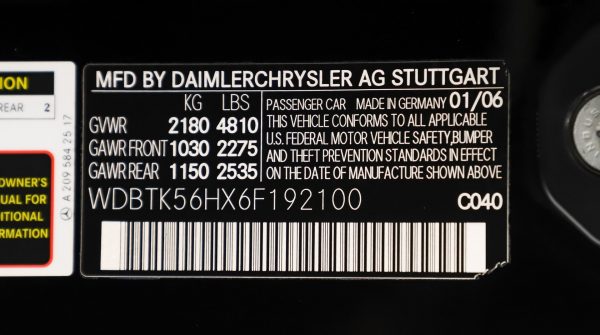 ION
REAR 2
OWNER'S
UAL FOR
ITIONAL
RMATION
A 209 584 25 17
MFD BY DAIMLERCHRYSLER AG STUTTGART
KG LBS
GVWR 2180 4810
GAWR FRONT 1030 2275
GAWR REAR 1150 2535
PASSENGER CAR MADE IN GERMANY 01/06
THIS VEHICLE CONFORMS TO ALL APPLICABLE
U.S. FEDERAL MOTOR VEHICLE SAFETY, BUMPER
AND THEFT PREVENTION STANDARDS IN EFFECT
ON THE DATE OF MANUFACTURE SHOWN ABOVE
WDBTK56HX6F192100 C040